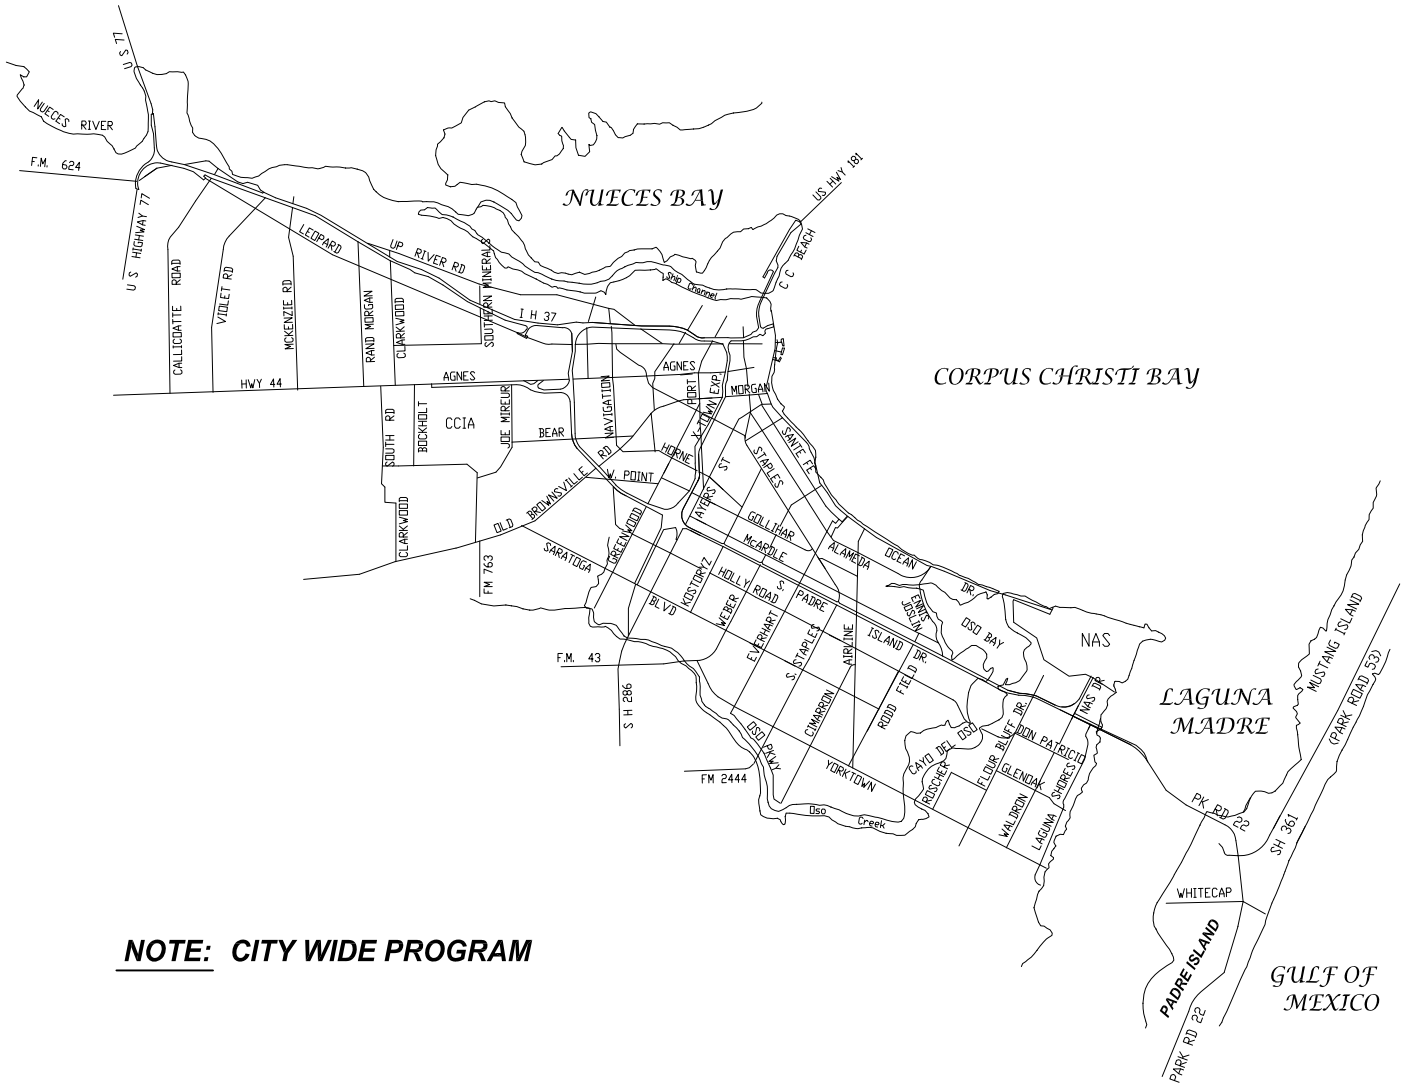 U S 77
NUECES RIVER
F.M. 624
U S HIGHWAY 77
NUECES BAY
US HWY 181
C C BEACH
LEOPARD
UP RIVER RD
SOUTHERN MINERALS
Ship Channel
CALLICOATTE ROAD
VIOLET RD
MCKENZIE RD
RAND MORGAN
CLARKWOOD
I H 37
HWY 44
AGNES
AGNES
CORPUS CHRISTI BAY
PORT
X-TOWN EXP.
MORGAN
NAVIGATION
SOUTH RD
BOCKHOLT
CCIA
JOE MIREUR
BEAR
HORNE
SANTE FE
STAPLES
W. POINT
OLD BROWNSVILLE RD
AYERS ST
CLARKWOOD
GREENWOOD
GOLLIHAR
McARDLE
ALAMEDA
OCEAN DR.
SARATOGA BLVD
FM 763
KOSTORYZ
HOLLY ROAD
WEBER
S. PADRE ISLAND DR.
ENNIS JOSLIN
OSO BAY
NAS
EVERHART
S. STAPLES
AIRLINE
F.M. 43
S H 286
RODD FIELD
CIMARRON
NAS DR
MUSTANG ISLAND
(PARK ROAD 53)
LAGUNA
MADRE
OSO PKWY
FM 2444
YORKTOWN
CAYO DEL OSO
FLOUR BLUFF DR.
DON PATRICIO
GLENOAK
ROSCHER
WALDRON
LAGUNA SHORES
Oso Creek
PK RD 22
SH 361
WHITECAP
PADRE ISLAND
PARK RD 22
GULF OF
MEXICO
NOTE: CITY WIDE PROGRAM